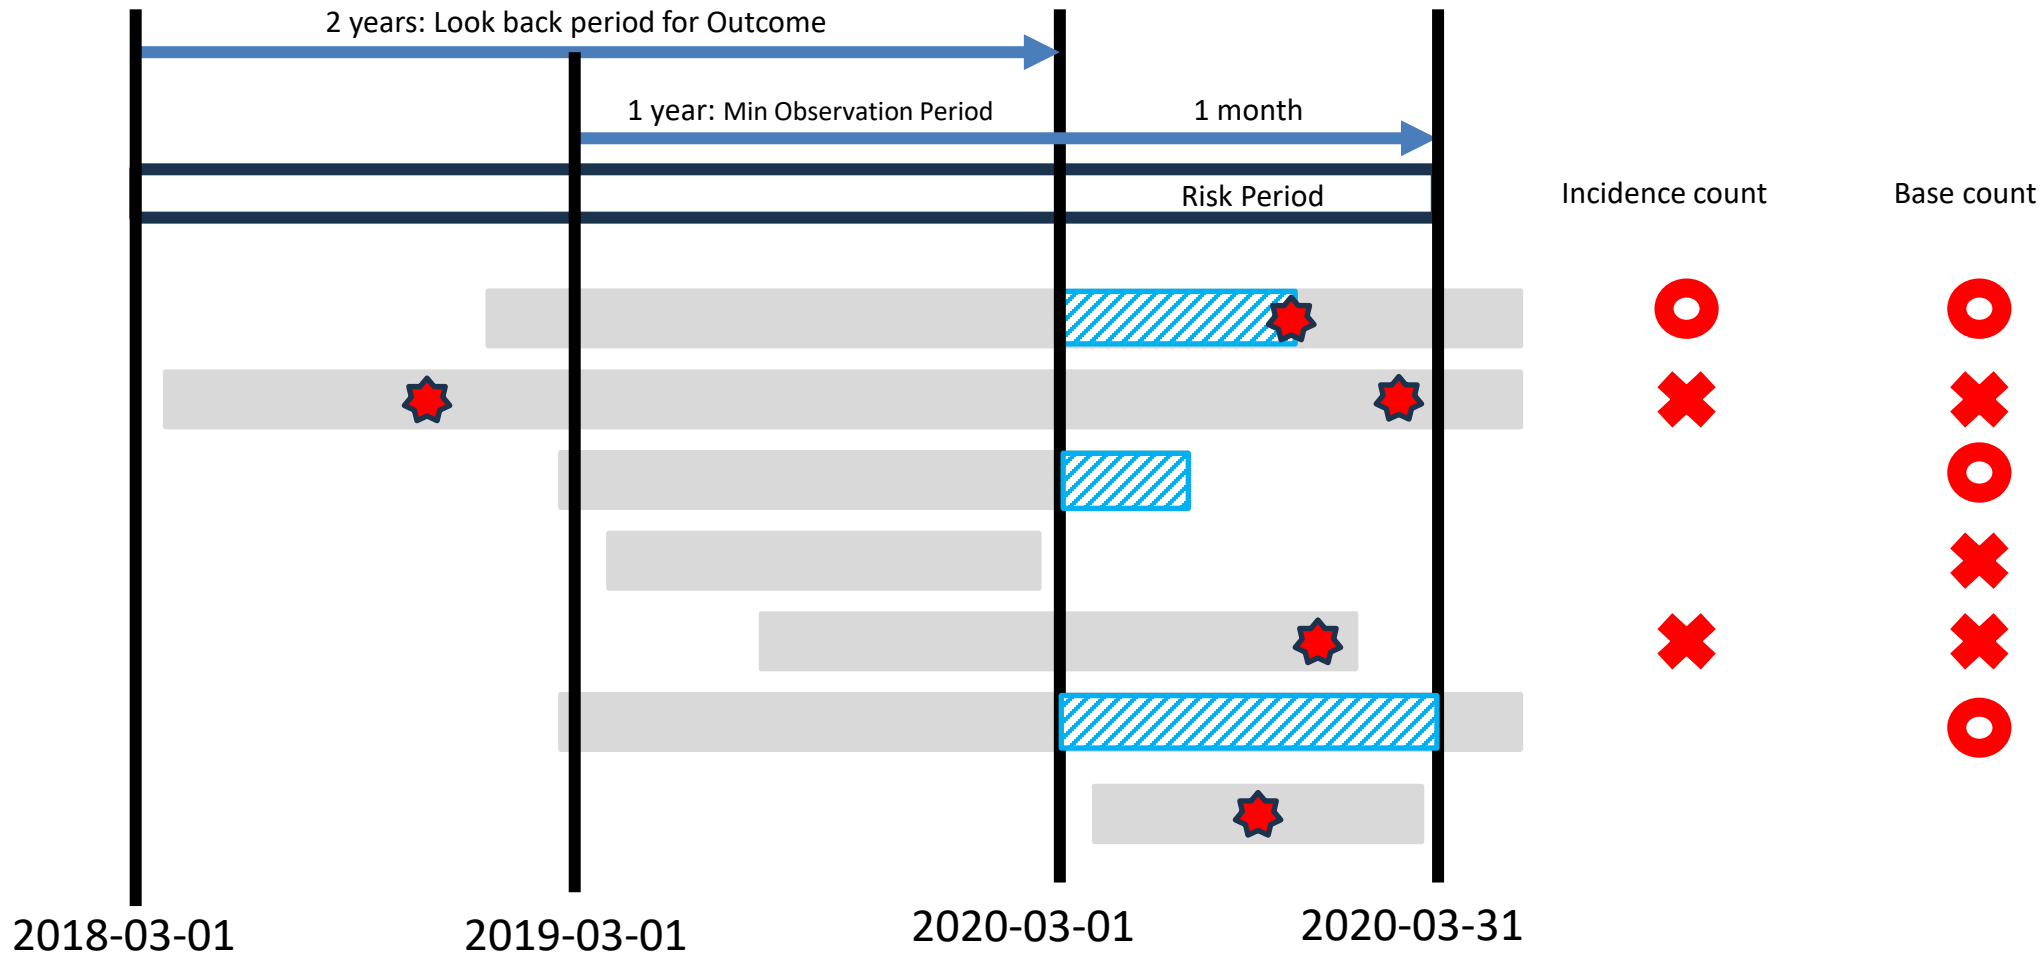 2 years: Look back period for Outcome
1 year: Min Observation Period
1 month
Risk Period
Incidence count
Base count
2018-03-01
2019-03-01
2020-03-01
2020-03-31